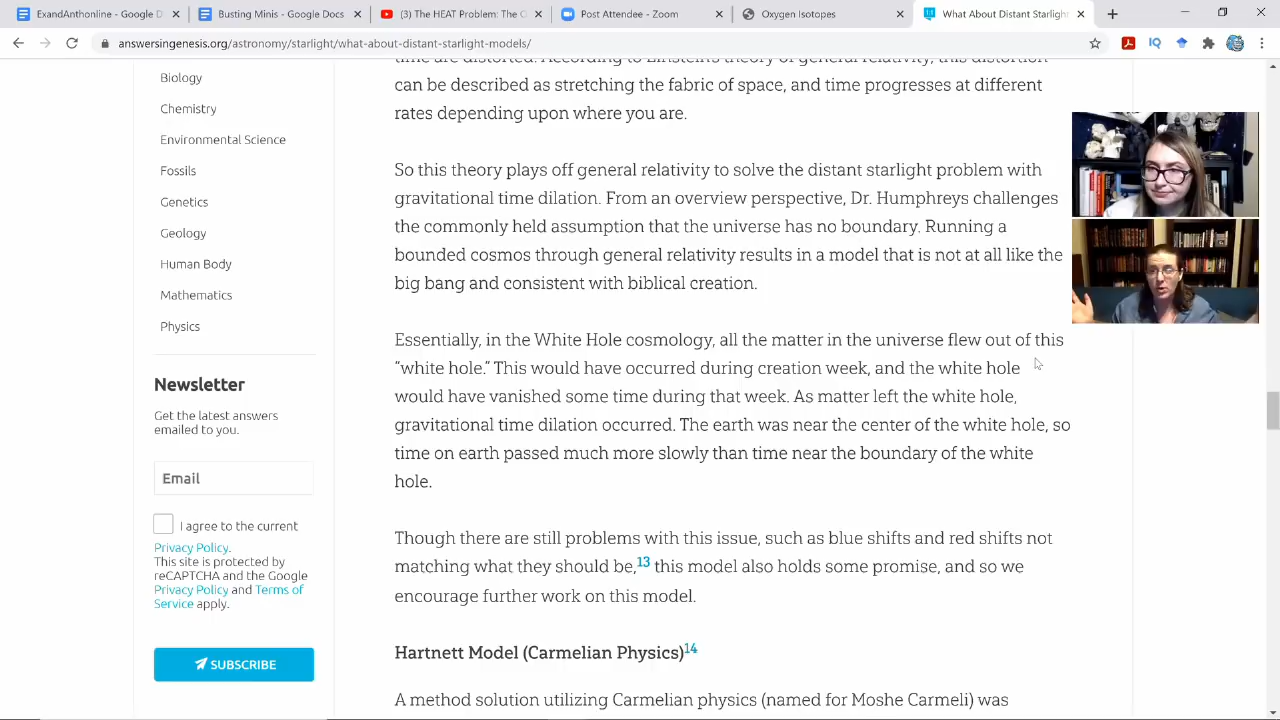 ExandAnthonline - Google D
Bunting Minis - Google Docs
(3) The HEAT Problem: The C
Post Attendee - Zoom
Oxygen Isotopes
What About Distant Starlight
answersingenesis.org/astronomy/starlight/what-about-distant-starlight-models/
Biology
Chemistry
Environmental Science
Fossils
Genetics
Geology
Human Body
Mathematics
Physics
Newsletter
Get the latest answers
emailed to you.
Email
I agree to the current
Privacy Policy.
This site is protected by
reCAPTCHA and the Google
Privacy Policy and Terms of
Service apply.
SUBSCRIBE
time are distorted. According to Einstein's theory of general relativity, this distortion
can be described as stretching the fabric of space, and time progresses at different
rates depending upon where you are.
So this theory plays off general relativity to solve the distant starlight problem with
gravitational time dilation. From an overview perspective, Dr. Humphreys challenges
the commonly held assumption that the universe has no boundary. Running a
bounded cosmos through general relativity results in a model that is not at all like the
big bang and consistent with biblical creation.
Essentially, in the White Hole cosmology, all the matter in the universe flew out of this
“white hole.” This would have occurred during creation week, and the white hole
would have vanished some time during that week. As matter left the white hole,
gravitational time dilation occurred. The earth was near the center of the white hole, so
time on earth passed much more slowly than time near the boundary of the white
hole.
Though there are still problems with this issue, such as blue shifts and red shifts not
matching what they should be,13 this model also holds some promise, and so we
encourage further work on this model.
Hartnett Model (Carmelian Physics)14
A method solution utilizing Carmelian physics (named for Moshe Carmeli) was